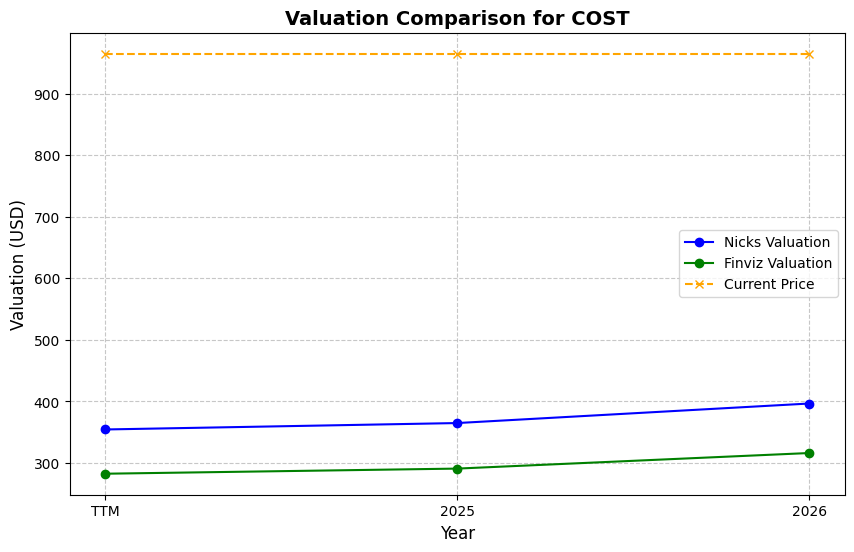 Valuation Comparison for COST
Valuation (USD)
900
800
700
600
500
400
300
Nicks Valuation
Finviz Valuation
Current Price
TTM
2025
2026
Year